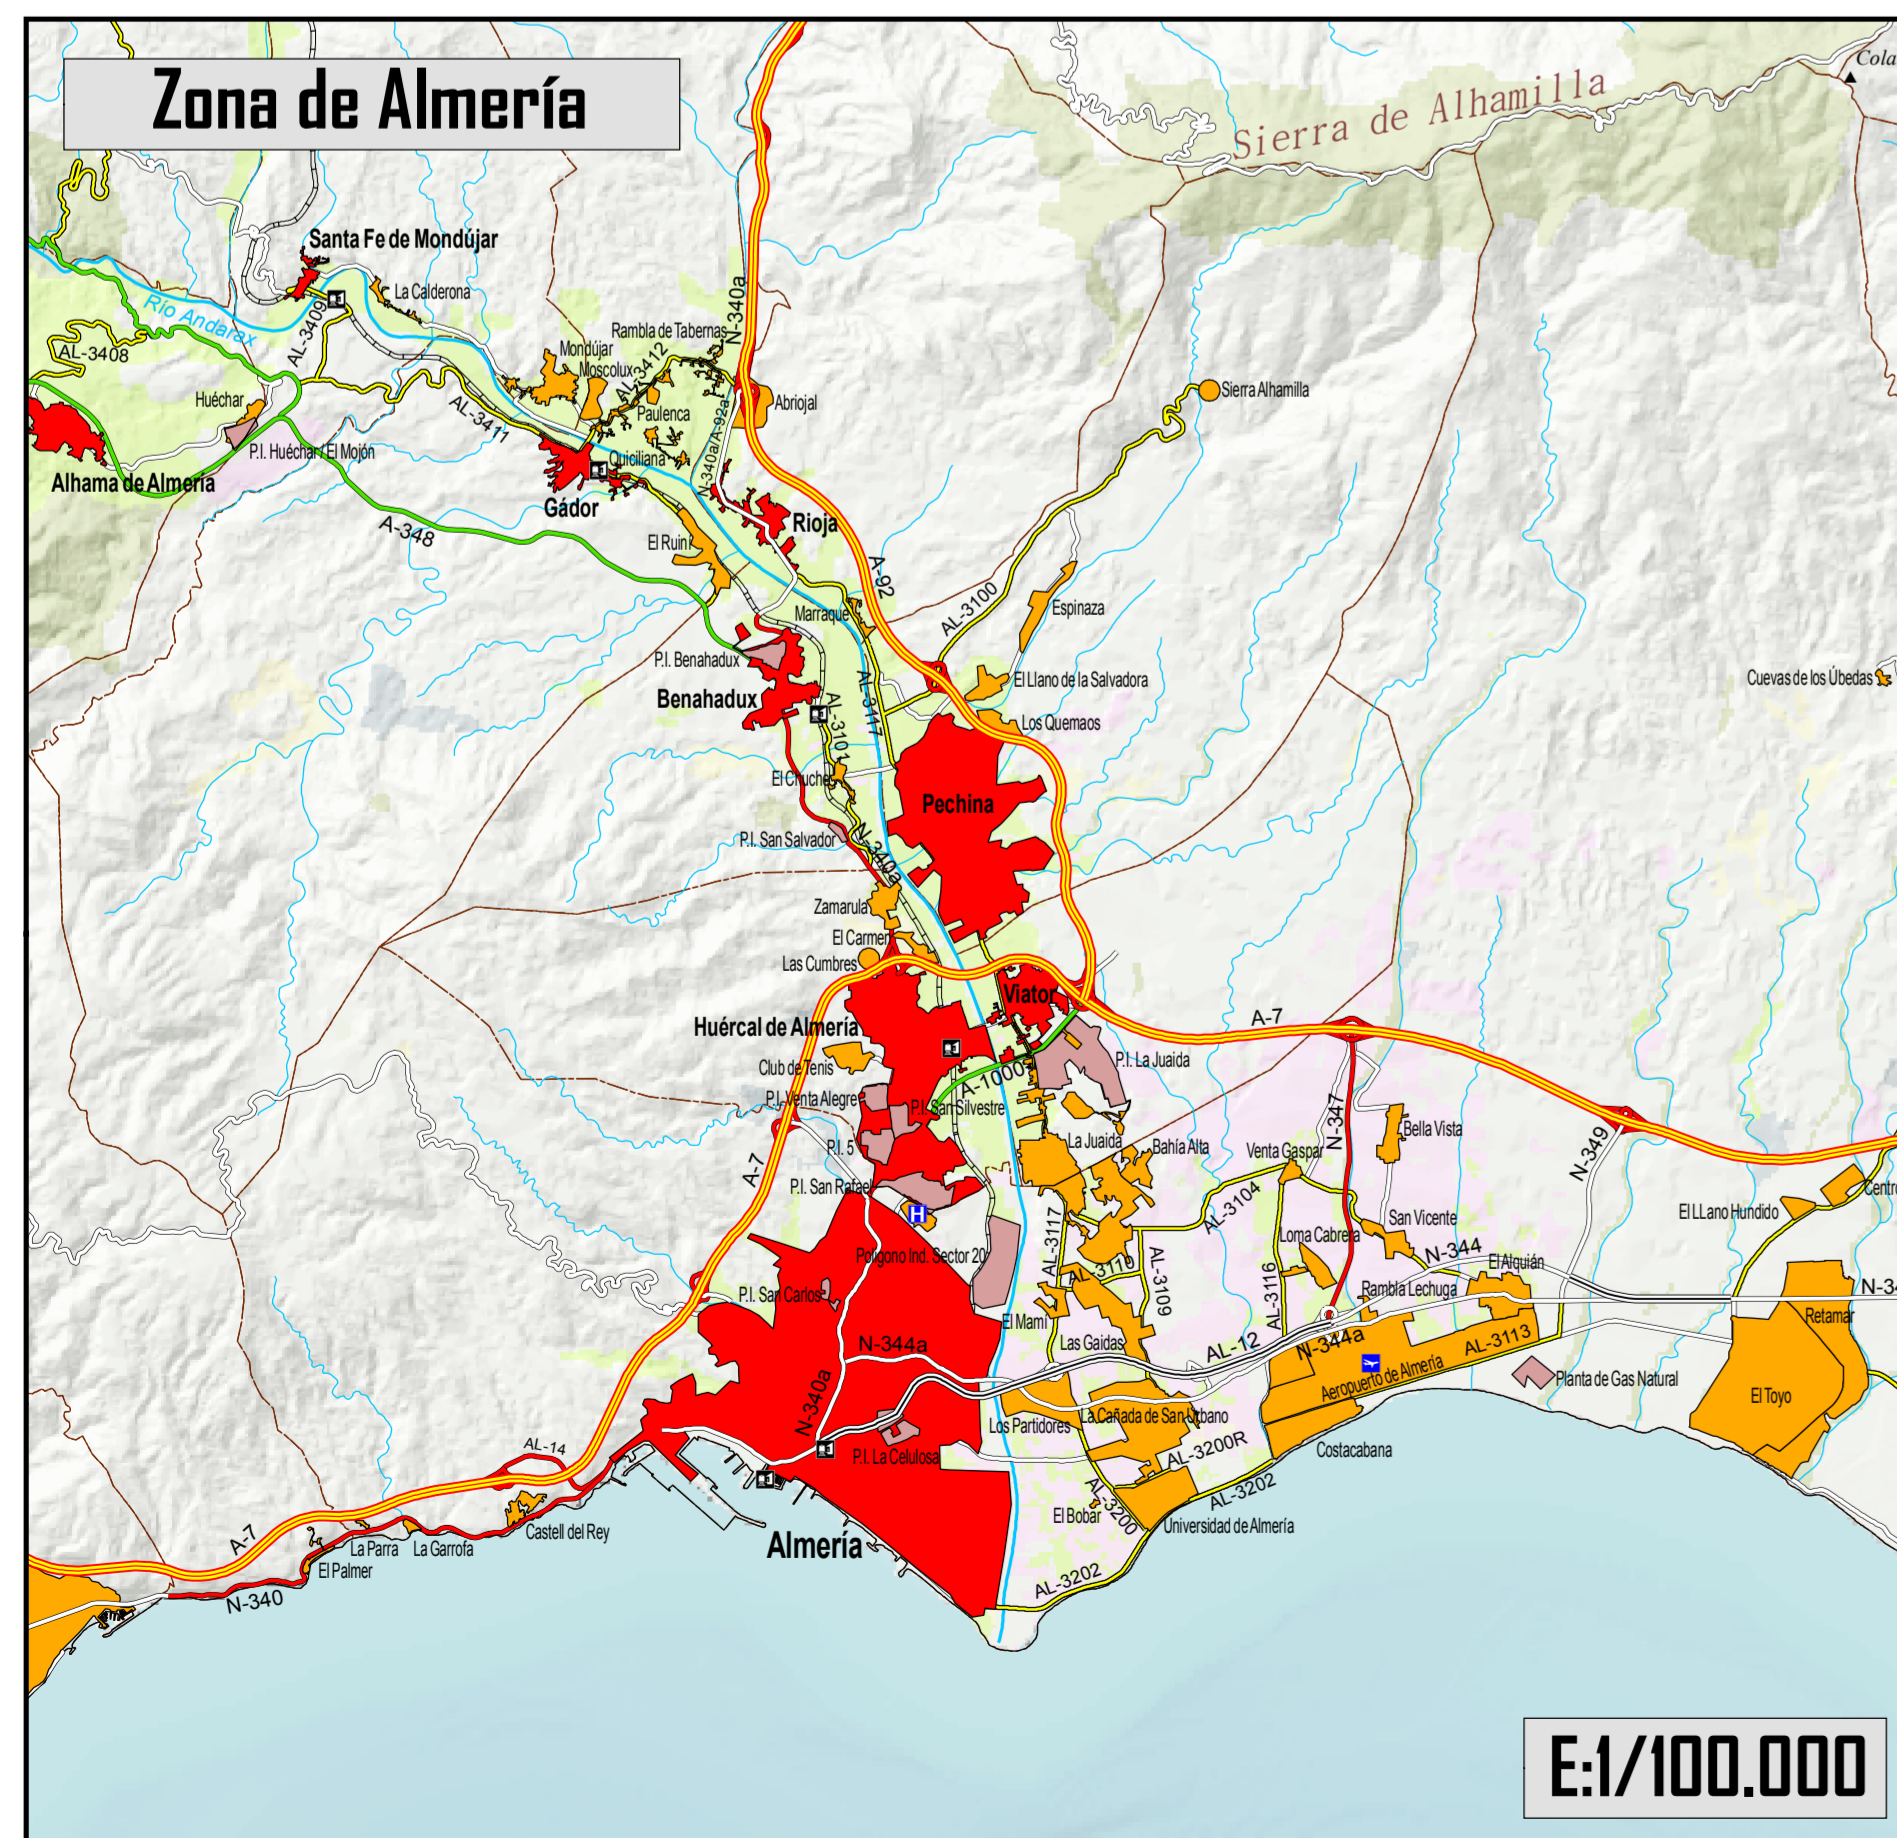 Zona de Almería
Cola
Sierra de Alhamilla
Santa Fe de Mondújar
La Calderona
Río Andarax
AL-3409
AL-3408
N-340a
Rambla de Tabernas
Mondújar
Moscolux
AL-3412
Huéchar
Paulenca
Abriojal
Sierra Alhamilla
AL-3411
N-340a/A-92a
P.I. Huéchar / El Mojón
Quiciliana
Alhama de Almería
Gádor
Rioja
A-348
El Ruini
A-92
AL-3100
Marraque
Espinaza
P.I. Benahadux
El Llano de la Salvadora
Cuevas de los Úbedas
Benahadux
AL-3101
AL-3117
Los Quemaos
El Chuche
Pechina
P.I. San Salvador
N-340a
Zamarula
El Carmen
Las Cumbres
Viator
Huércal de Almería
A-7
Club de Tenis
P.I. La Juaida
A-1000
P.I. Venta Alegre
P.I. San Silvestre
N-347
Bella Vista
P.I. 5
La Juaida
Bahía Alta
Venta Gaspar
N-349
A-7
P.I. San Rafael
H
Centro
AL-3104
El LLano Hundido
San Vicente
Polígono Ind. Sector 20
AL-3117
Loma Cabrera
N-344
El Alquián
AL-3110
AL-3109
AL-3116
P.I. San Carlos
Rambla Lechuga
N-34
Retamar
El Mamí
Las Gaidas
AL-12
N-344a
AL-3113
N-344a
Aeropuerto de Almería
Planta de Gas Natural
El Toyo
N-340a
Los Partidores
La Cañada de San Urbano
AL-14
P.I. La Celulosa
AL-3200R
Costacabana
AL-3202
AL-3200
El Bobar
Universidad de Almería
Castell del Rey
A-7
La Parra
La Garrofa
Almería
El Palmer
N-340
AL-3202
E:1/100.000